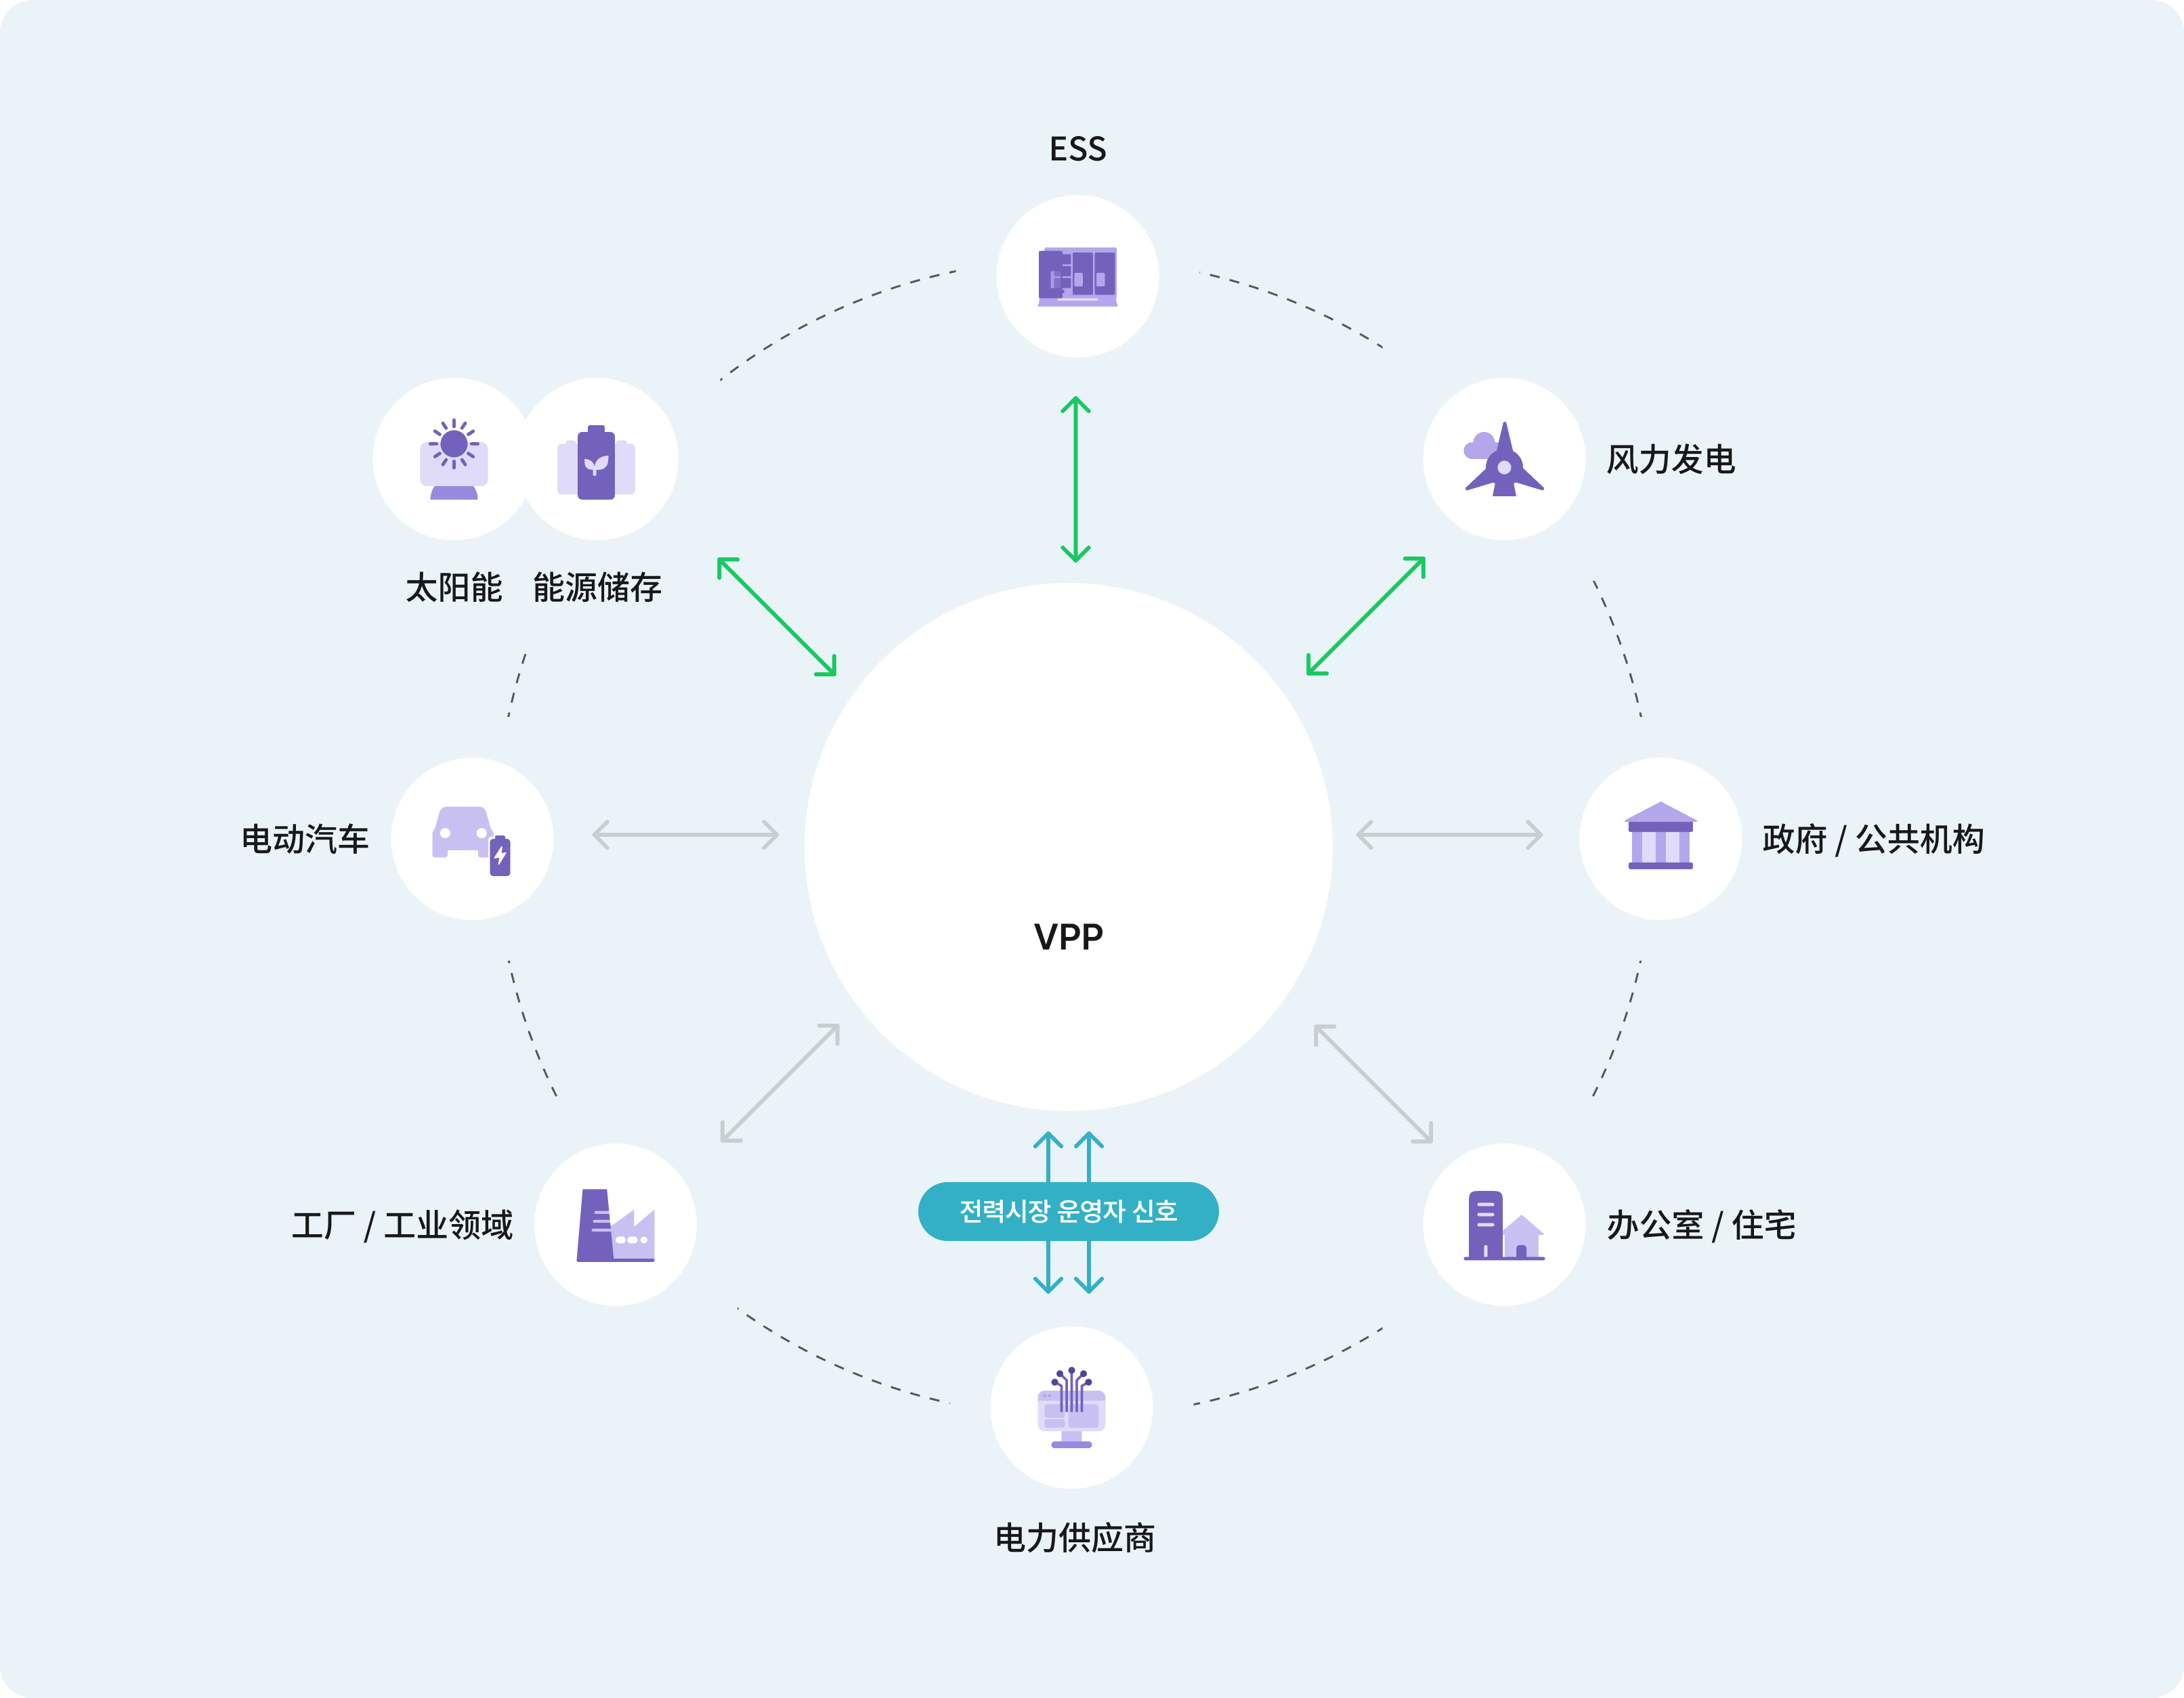 ESS
风力发电
太阳能
能源储存
电动汽车
政府 / 公共机构
VPP
工厂 / 工业领域
전력시장 운영자 신호
办公室 / 住宅
电力供应商